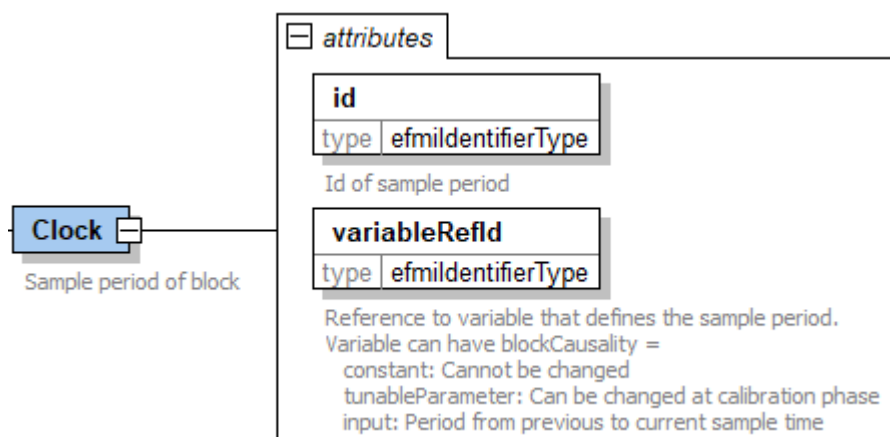 attributes
id
type efmiIdentifierType
Id of sample period
Clock
Sample period of block
variableRefId
type efmiIdentifierType
Reference to variable that defines the sample period.
Variable can have blockCausality =
constant: Cannot be changed
tunableParameter: Can be changed at calibration phase
input: Period from previous to current sample time